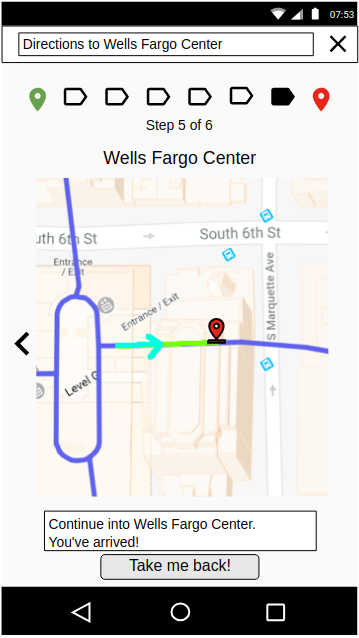 07:53
Directions to Wells Fargo Center
Step 5 of 6
Wells Fargo Center
uth 6th St
South 6th St
Entrance
/ Exit
Entrance / Exit
S Marquette Ave
Level
Continue into Wells Fargo Center.
You've arrived!
Take me back!